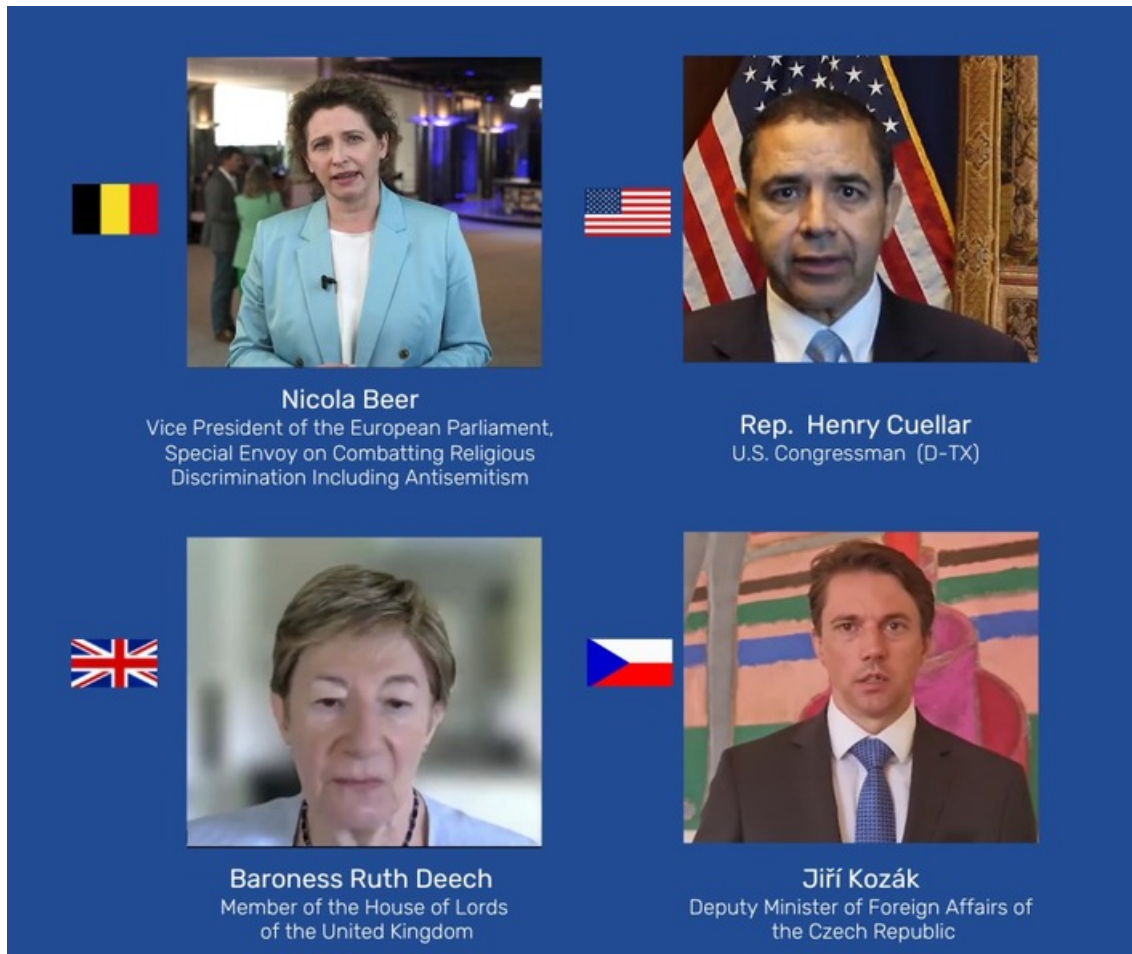 Nicola Beer
Vice President of the European Parliament,
Special Envoy on Combatting Religious
Discrimination Including Antisemitism
Rep. Henry Cuellar
U.S. Congressman (D-TX)
Baroness Ruth Deech
Member of the House of Lords
of the United Kingdom
Jiří Kozák
Deputy Minister of Foreign Affairs of
the Czech Republic